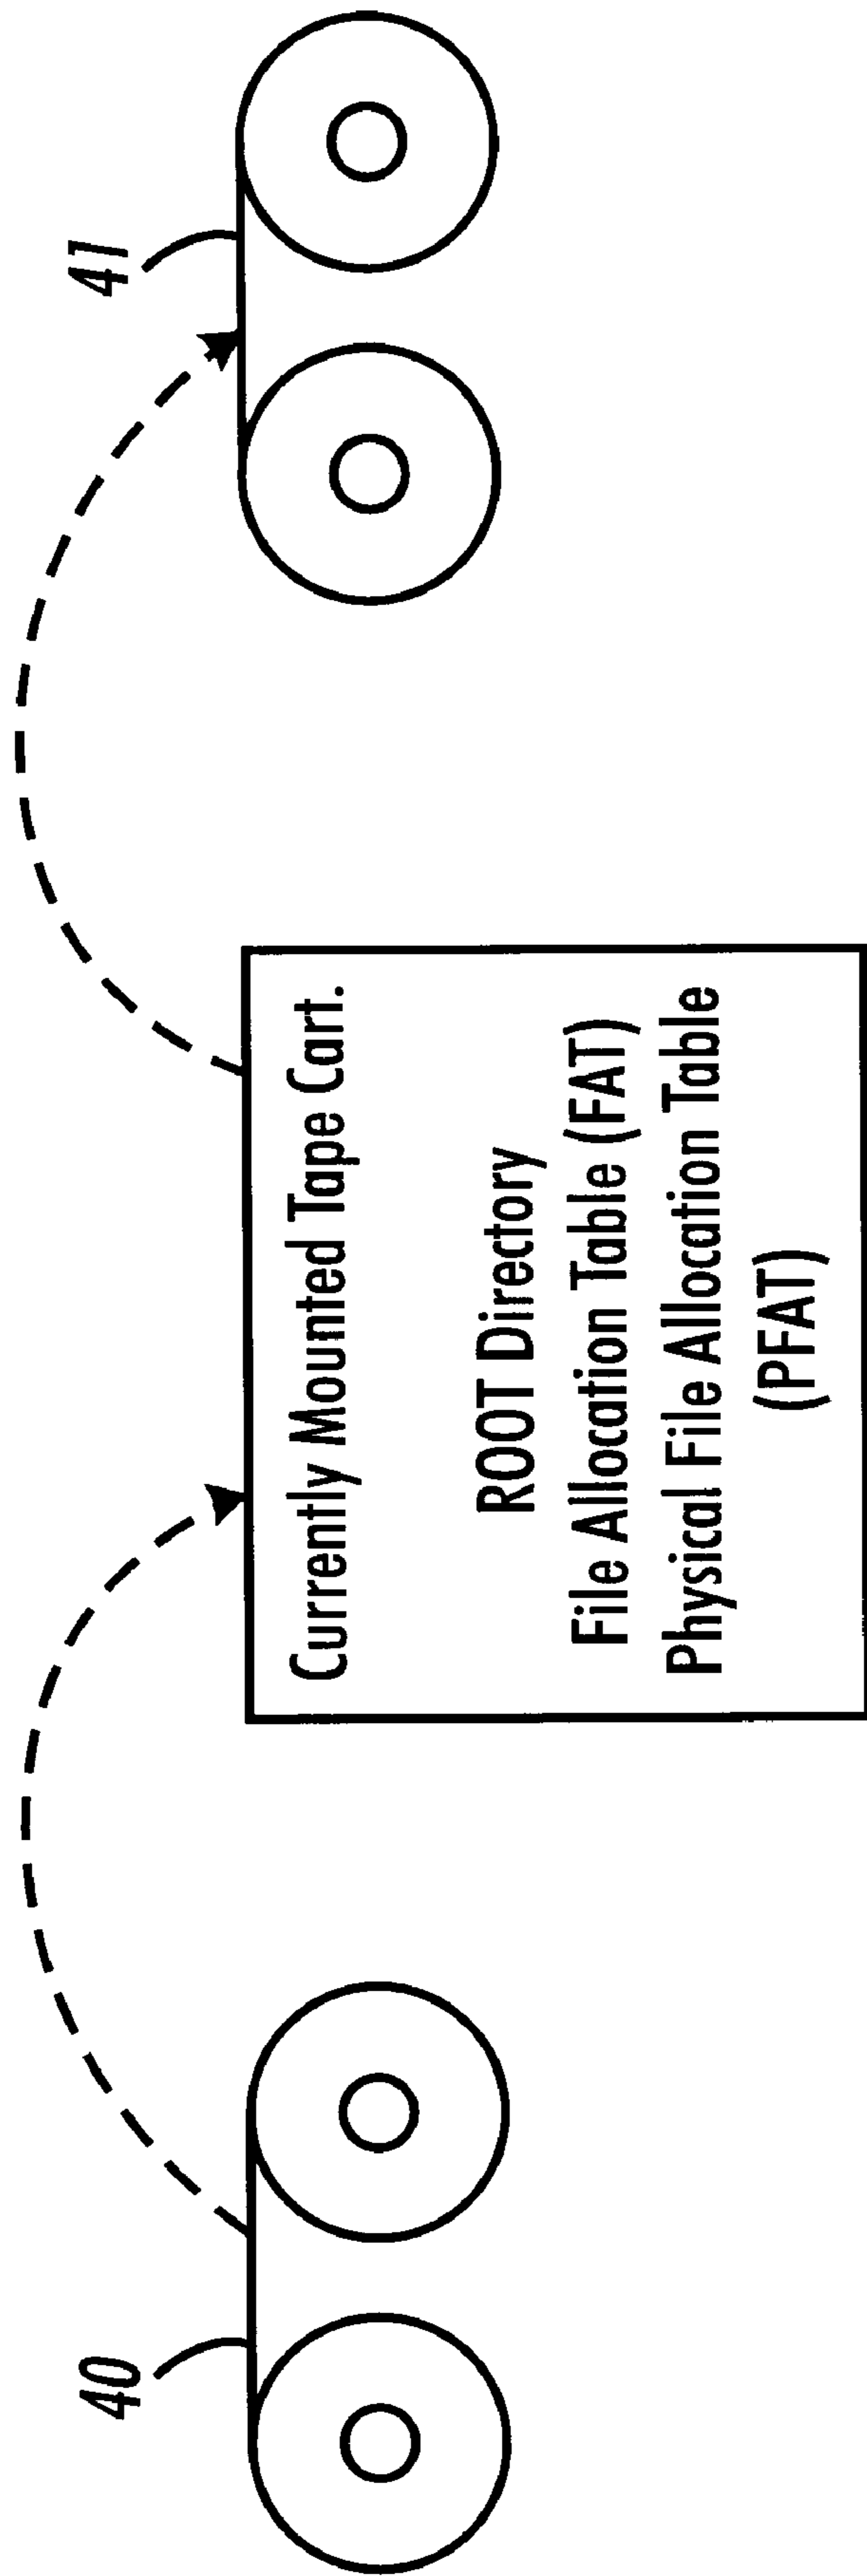 40
41
Currently Mounted Tape Cart.
ROOT Directory
File Allocation Table (FAT)
Physical File Allocation Table
(PFAT)